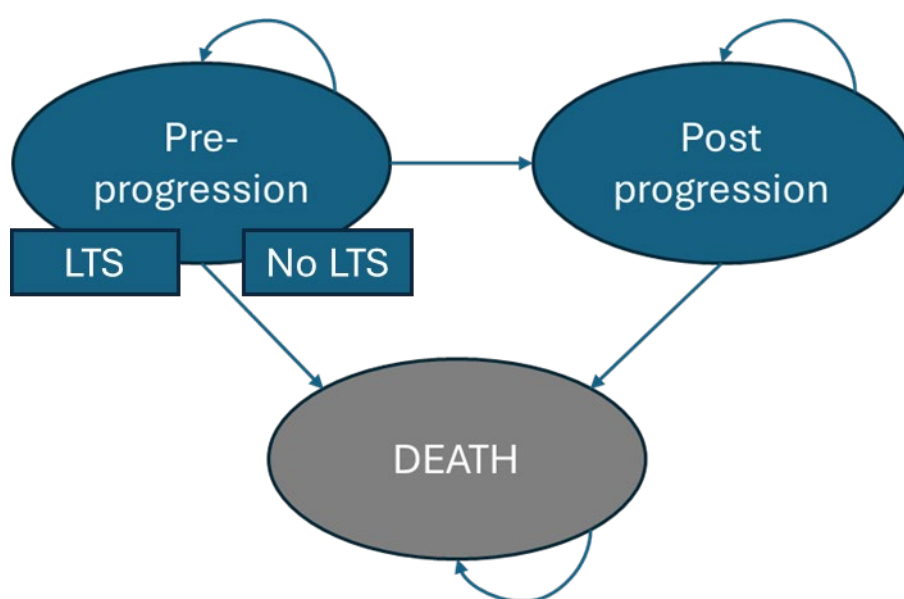 Pre-
progression
Post
progression
LTS
No LTS
DEATH